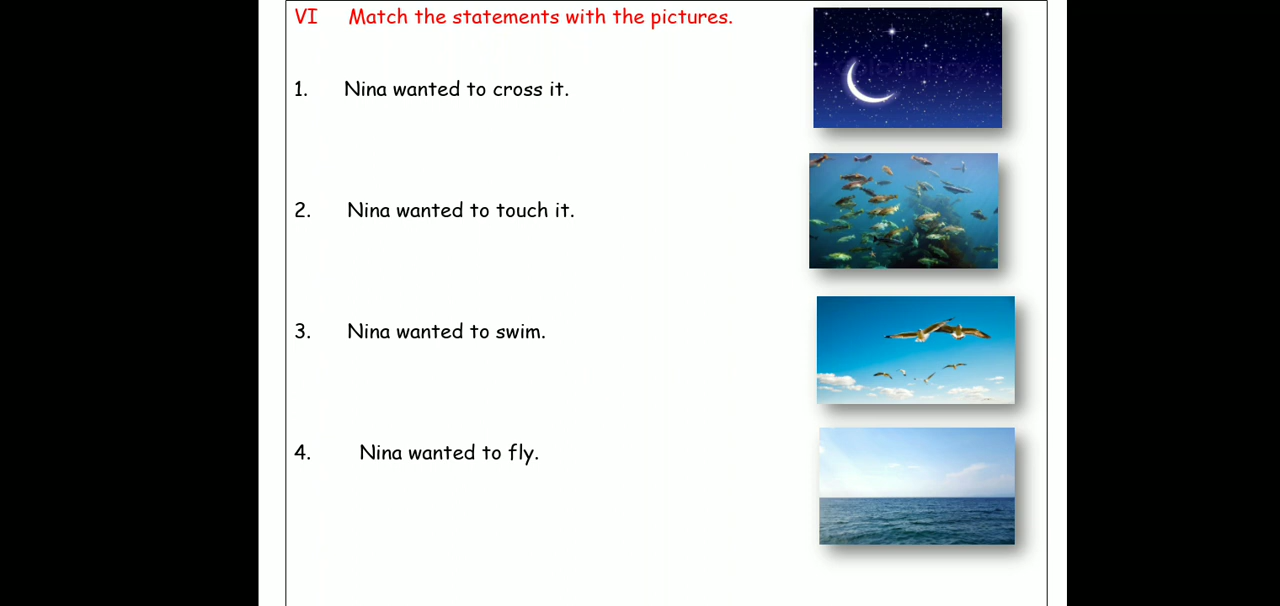 VI Match the statements with the pictures.
1. Nina wanted to cross it.
2. Nina wanted to touch it.
3. Nina wanted to swim.
4. Nina wanted to fly.